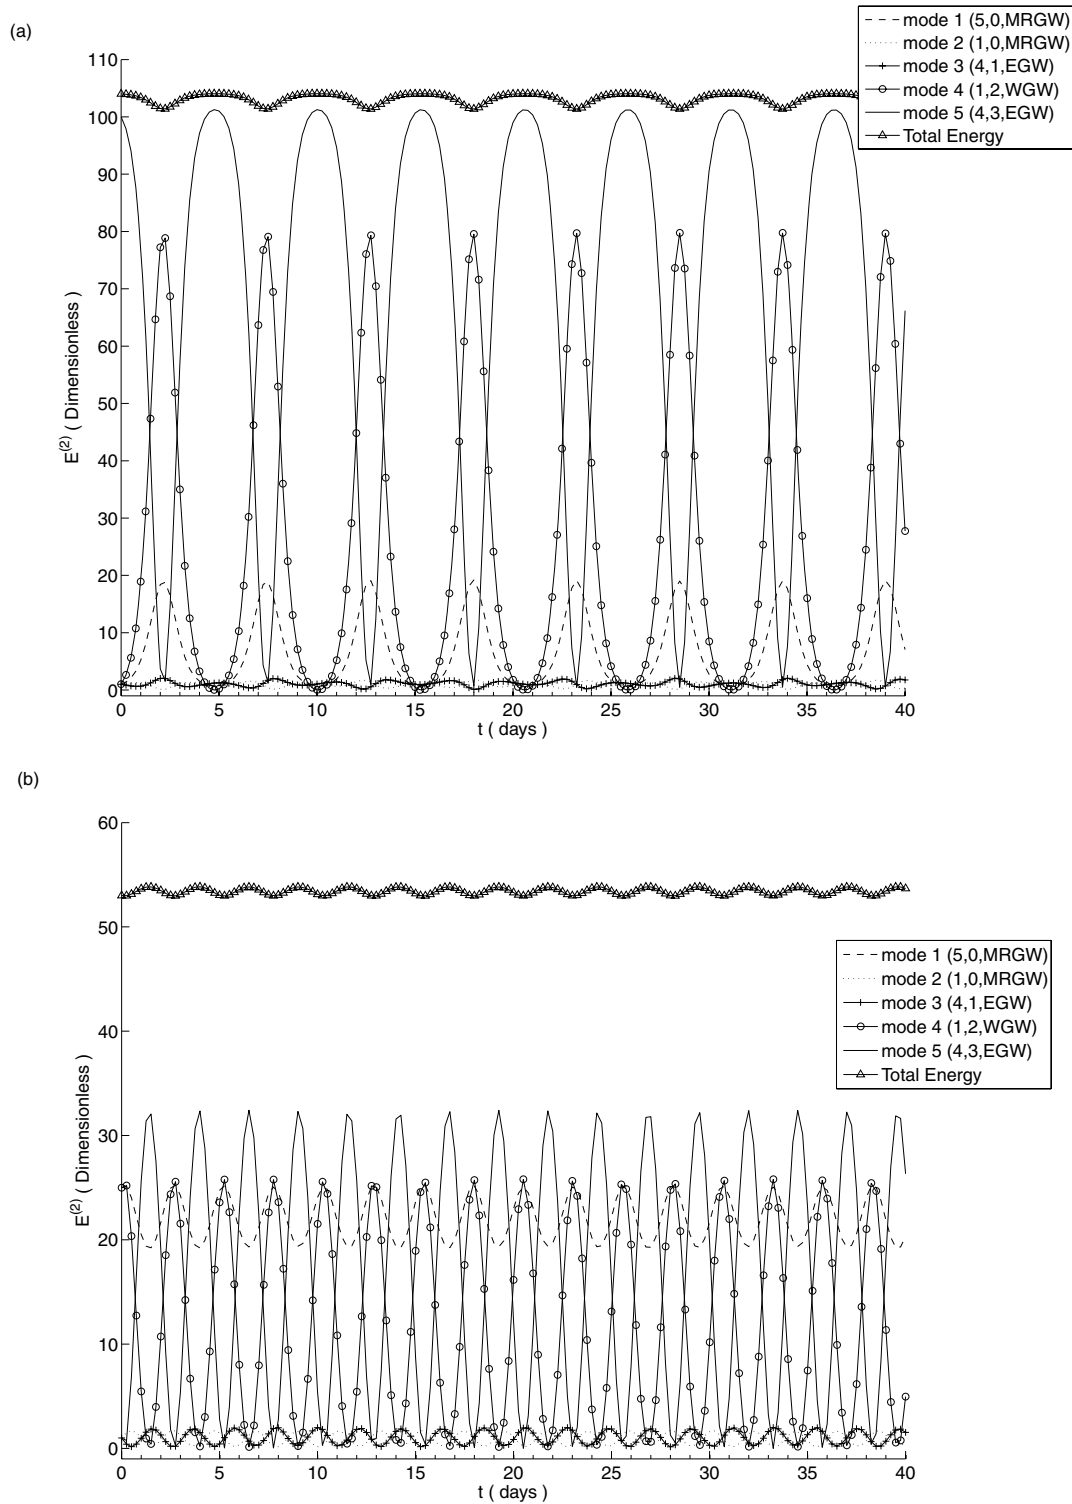 (a)
mode 1 (5,0,MRGW)
mode 2 (1,0,MRGW)
mode 3 (4,1,EGW)
mode 4 (1,2,WGW)
mode 5 (4,3,EGW)
Total Energy
110
100
90
80
70
60
50
40
30
20
10
0
E(2) ( Dimensionless )
0 5 10 15 20 25 30 35 40
t ( days )
(b)
60
50
40
30
20
10
0
E(2) ( Dimensionless )
mode 1 (5,0,MRGW)
mode 2 (1,0,MRGW)
mode 3 (4,1,EGW)
mode 4 (1,2,WGW)
mode 5 (4,3,EGW)
Total Energy
0 5 10 15 20 25 30 35 40
t ( days )